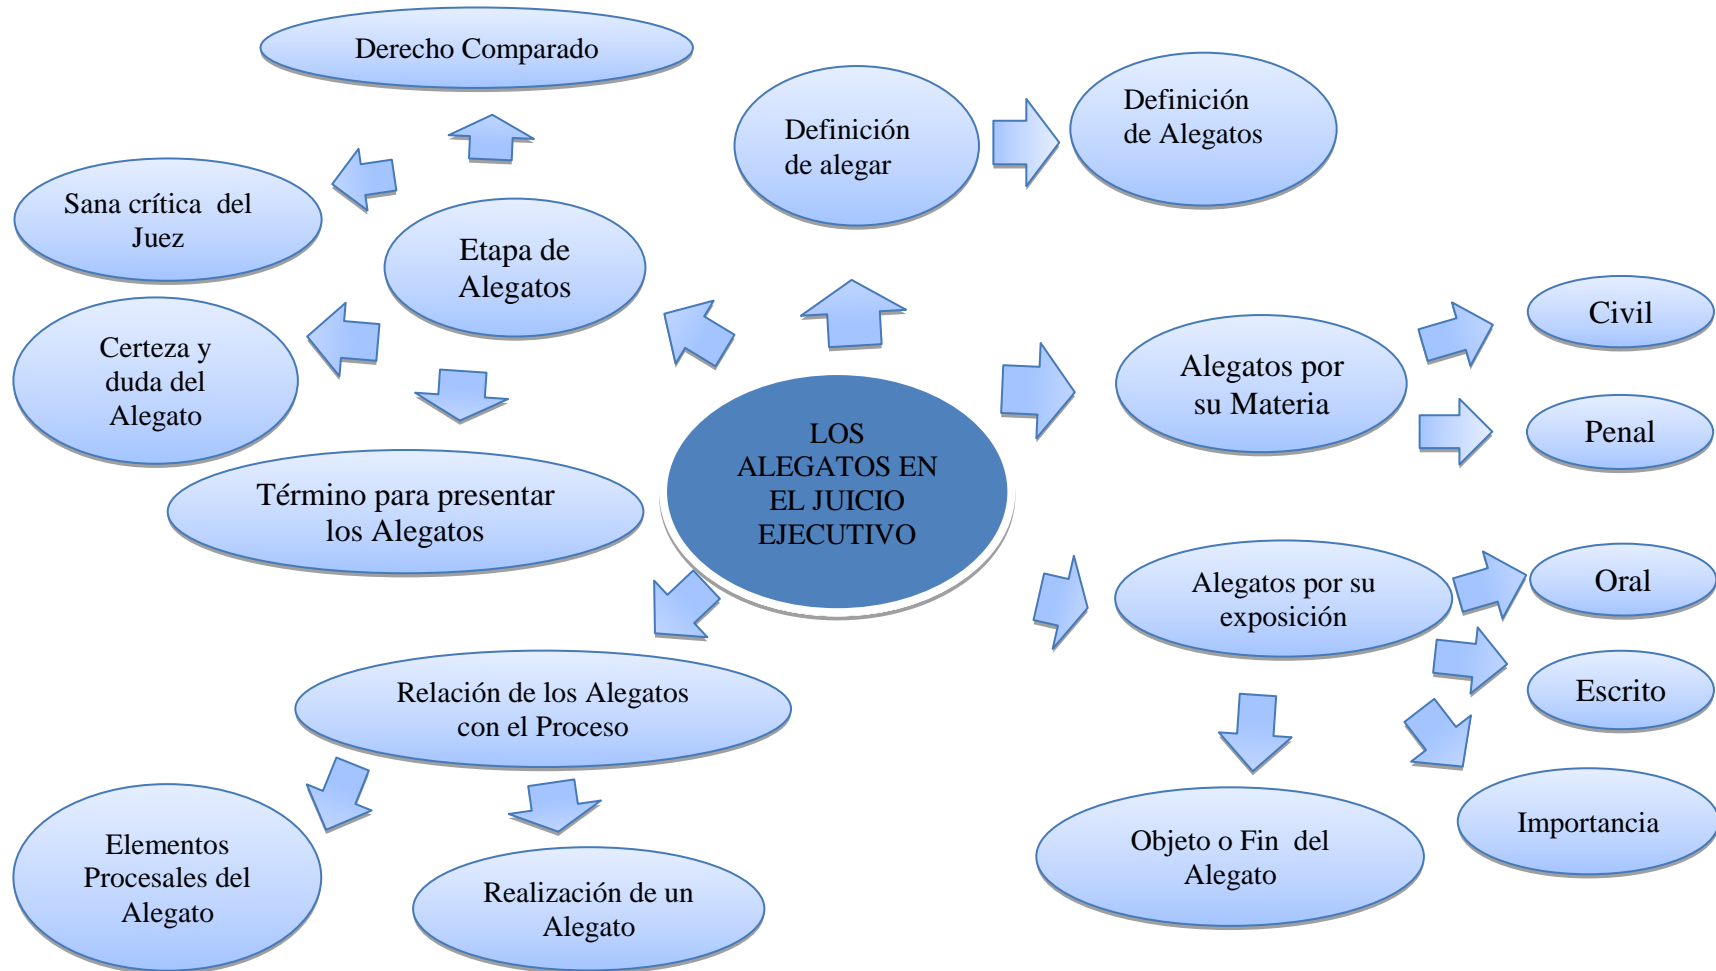 Derecho Comparado
Definición
de alegar
Definición
de Alegatos
Sana crítica  del
Juez
Etapa de
Alegatos
Certeza y
duda del
Alegato
Término para presentar
los Alegatos
LOS
ALEGATOS EN
EL JUICIO
EJECUTIVO
Alegatos por
su Materia
Civil
Penal
Alegatos por su
exposición
Oral
Escrito
Importancia
Objeto o Fin  del
Alegato
Relación de los Alegatos
con el Proceso
Elementos
Procesales del
Alegato
Realización de un
Alegato